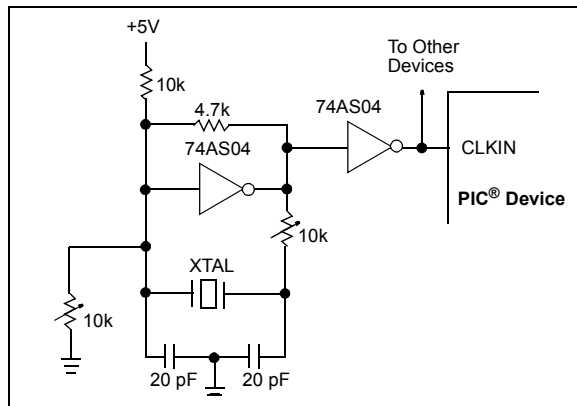 +5V
10k
4.7k
74AS04
74AS04
To Other
Devices
CLKIN
PIC® Device
10k
XTAL
10k
20 pF
20 pF